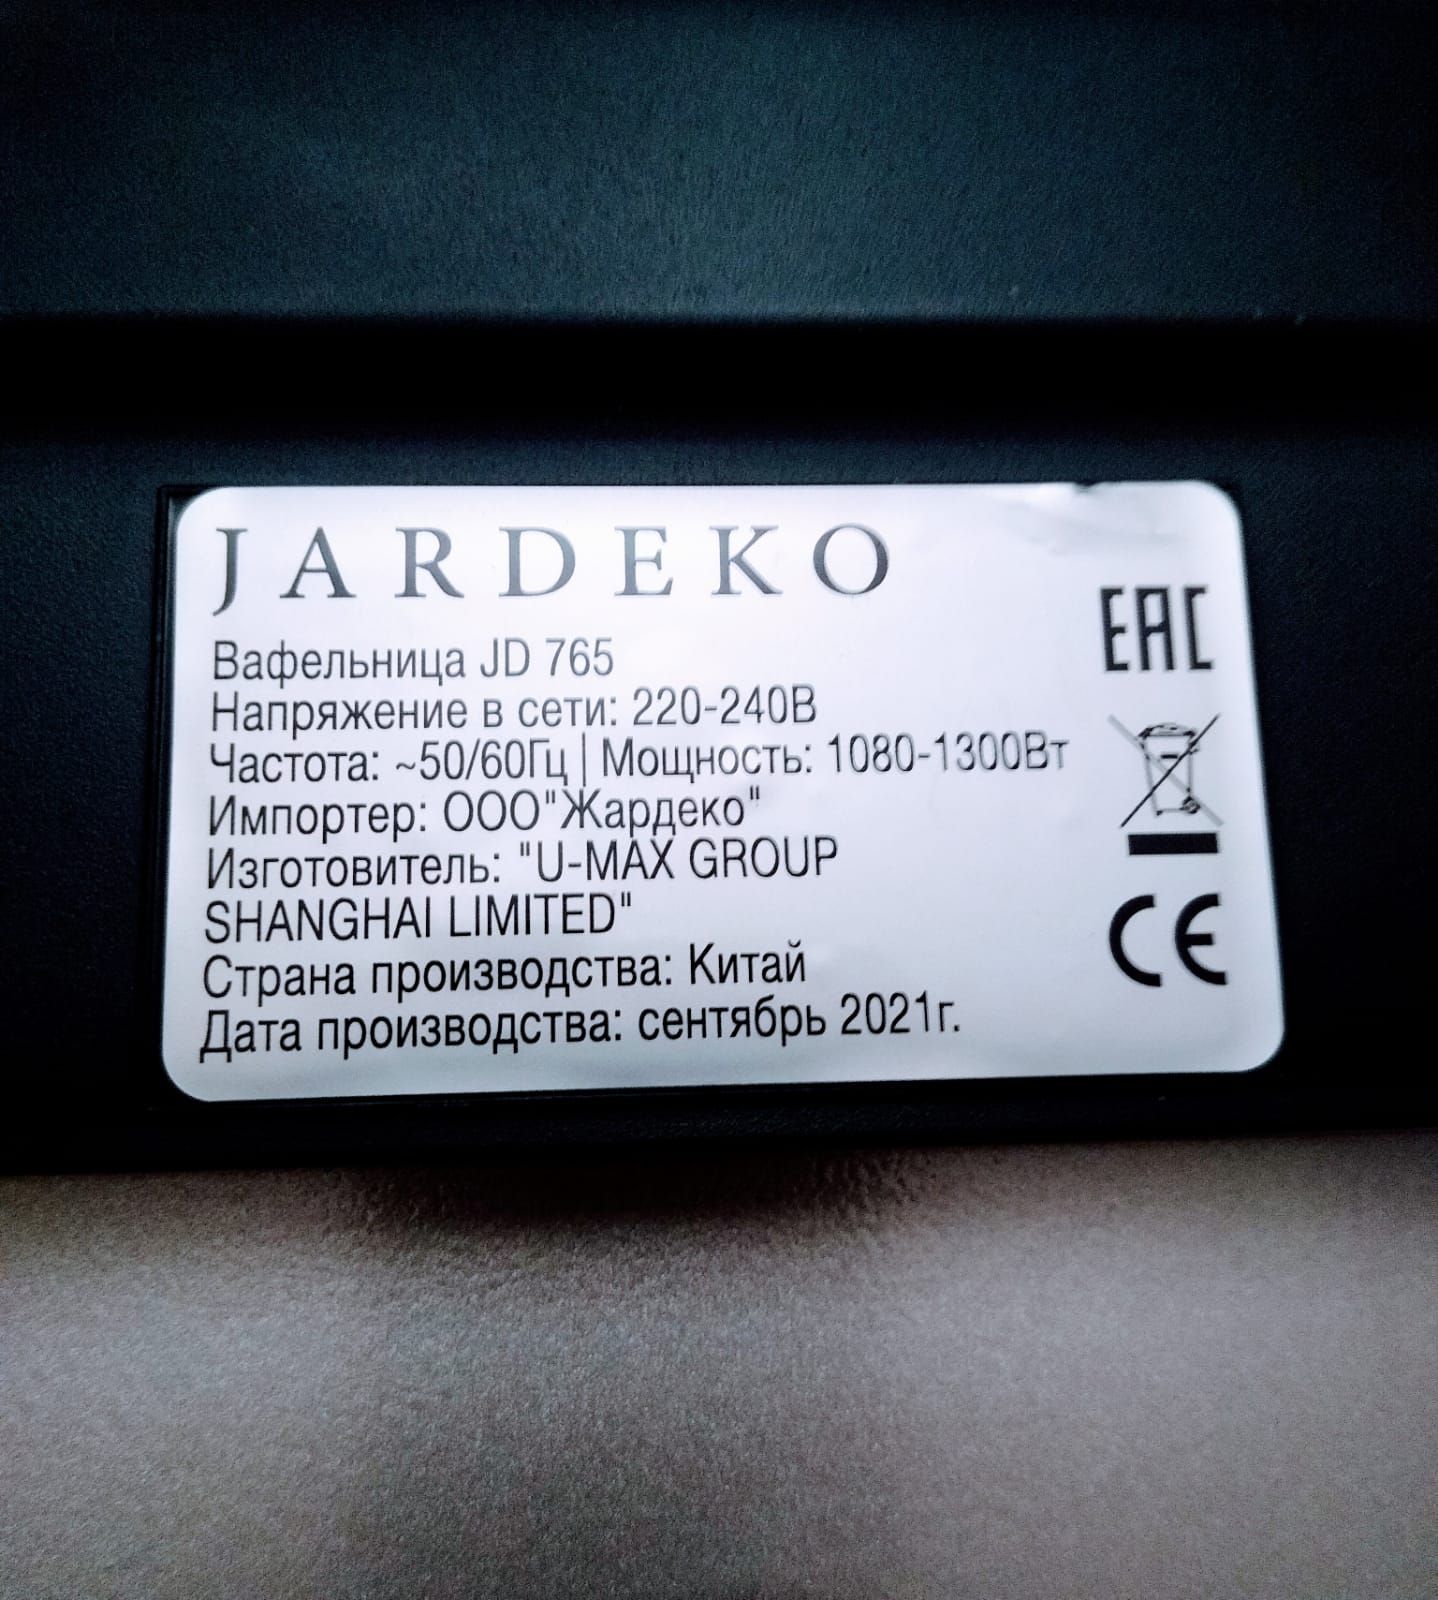 JARDEKO
Вафельница JD 765
Напряжение в сети: 220-240В
Частота: ~50/60Гц | Мощность: 1080-1300Вт
Импортер: ООО"Жардеко"
Изготовитель: "U-MAX GROUP
SHANGHAI LIMITED"
Страна производства: Китай
Дата производства: сентябрь 2021г.
EAC
CE